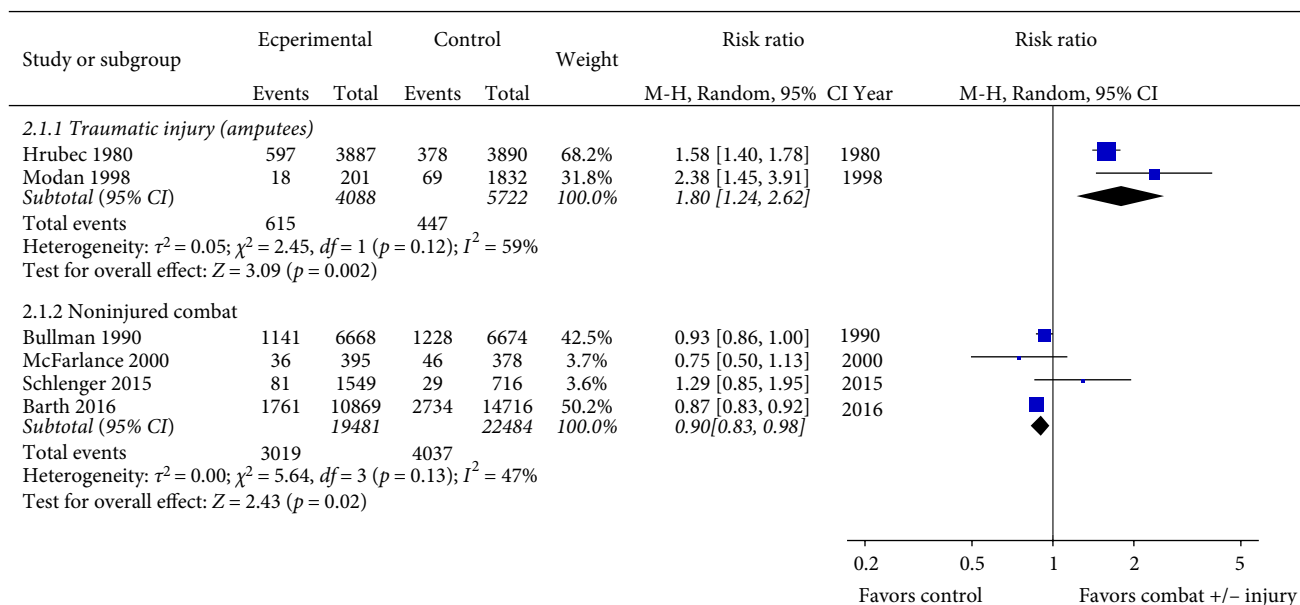 Study or subgroup Ecperimental Control Weight Risk ratio Risk ratio
Events Total Events Total M-H, Random, 95% CI Year M-H, Random, 95% CI
2.1.1 Traumatic injury (amputees)
Hrubec 1980 597 3887 378 3890 68.2% 1.58 [1.40, 1.78] 1980
Modan 1998 18 201 69 1832 31.8% 2.38 [1.45, 3.91] 1998
Subtotal (95% CI) 4088 5722 100.0% 1.80 [1.24, 2.62]
Total events 615 447
Heterogeneity: τ² = 0.05; χ² = 2.45, df = 1 (p = 0.12); I² = 59%
Test for overall effect: Z = 3.09 (p = 0.002)
2.1.2 Noninjured combat
Bullman 1990 1141 6668 1228 6674 42.5% 0.93 [0.86, 1.00] 1990
McFarlance 2000 36 395 46 378 3.7% 0.75 [0.50, 1.13] 2000
Schlenger 2015 81 1549 29 716 3.6% 1.29 [0.85, 1.95] 2015
Barth 2016 1761 10869 2734 14716 50.2% 0.87 [0.83, 0.92] 2016
Subtotal (95% CI) 19481 22484 100.0% 0.90[0.83, 0.98]
Total events 3019 4037
Heterogeneity: τ² = 0.00; χ² = 5.64, df = 3 (p = 0.13); I² = 47%
Test for overall effect: Z = 2.43 (p = 0.02)
0.2 0.5 1 2 5
Favors control Favors combat +/– injury